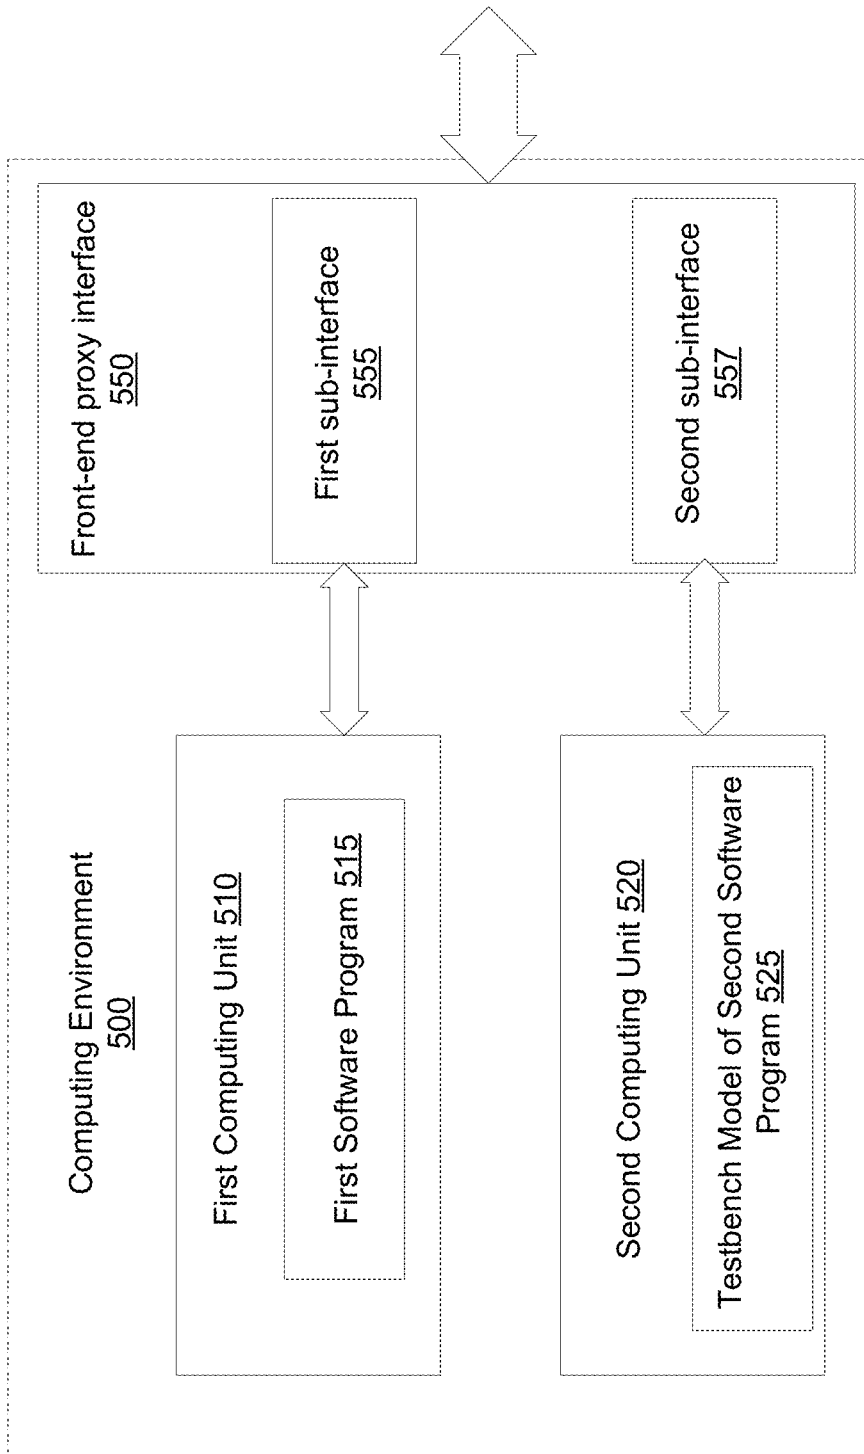 Computing Environment
500
First Computing Unit 510
First Software Program 515
Second Computing Unit 520
Testbench Model of Second Software
Program 525
Front-end proxy interface
550
First sub-interface
555
Second sub-interface
557